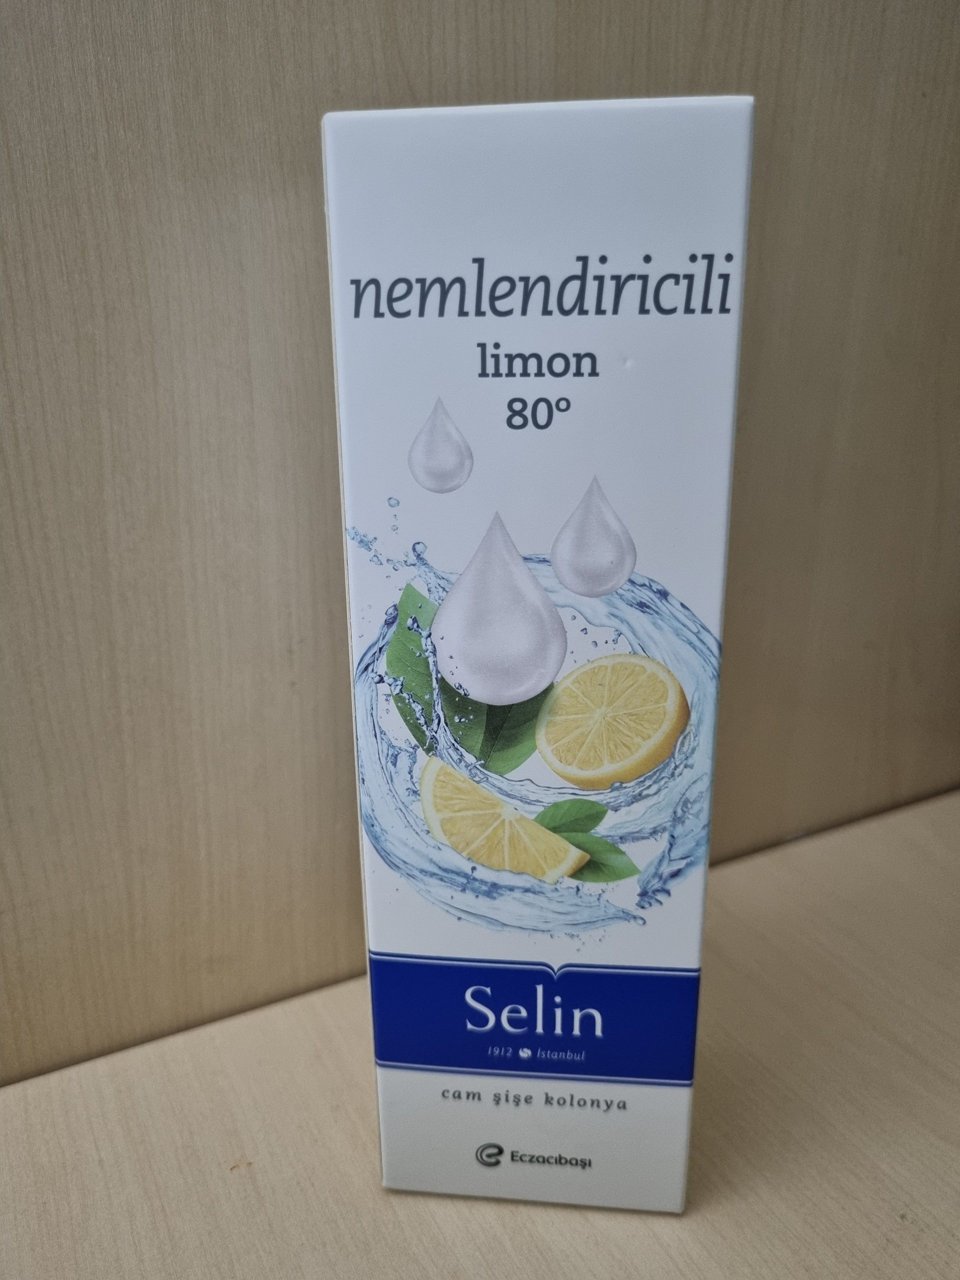 nemlendiricili
limon
80°
Selin
1912 İstanbul
cam şişe kolonya
Eczacıbaşı